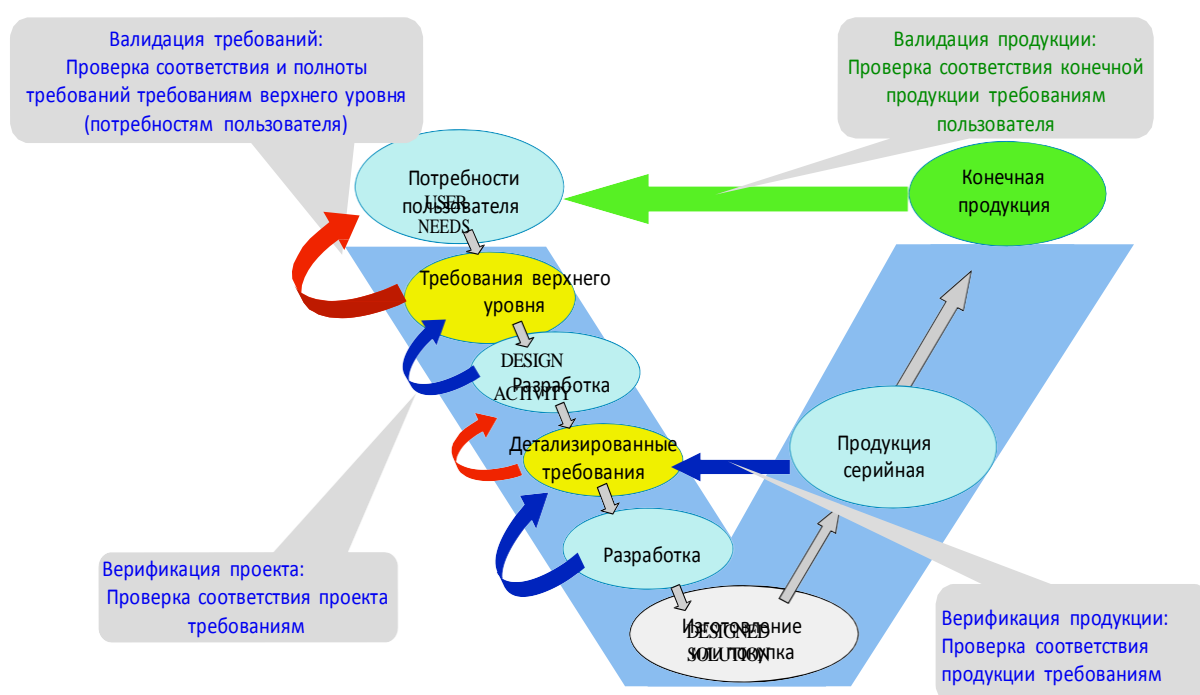 Валидация требований:
Проверка соответствия и полноты
требований требованиям верхнего уровня
(потребностям пользователя)
Валидация продукции:
Проверка соответствия конечной
продукции требованиям
пользователя
Потребности
пользователя
USER
NEEDS
Конечная
продукция
Требования верхнего
уровня
DESIGN
Разработка
ACTIVITY
Детализированные
требования
Продукция
серийная
Разработка
Верификация проекта:
Проверка соответствия проекта
требованиям
Изготовление
DESIGNED
или покупка
SOLUTION
Верификация продукции:
Проверка соответствия
продукции требованиям